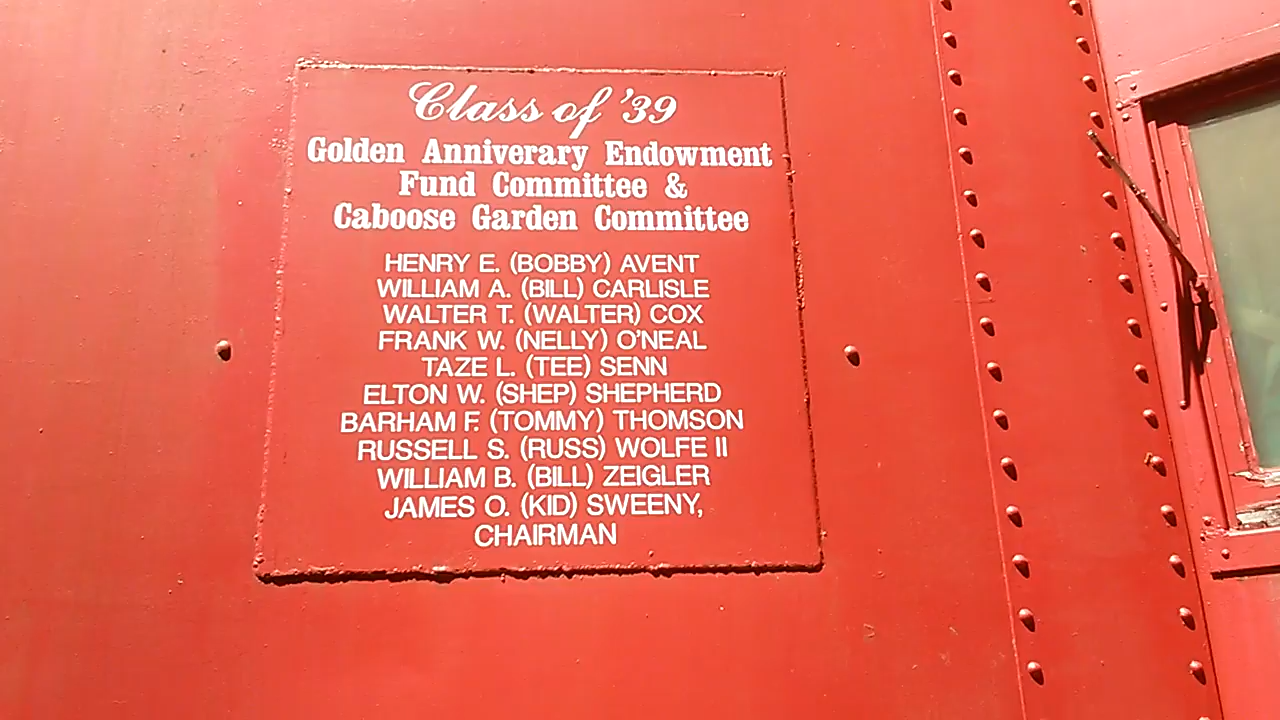 Class of '39
Golden Anniverary Endowment
Fund Committee &
Caboose Garden Committee
HENRY E. (BOBBY) AVENT
WILLIAM A. (BILL) CARLISLE
WALTER T. (WALTER) COX
FRANK W. (NELLY) O'NEAL
TAZE L. (TEE) SENN
ELTON W. (SHEP) SHEPHERD
BARHAM F. (TOMMY) THOMSON
RUSSELL S. (RUSS) WOLFE II
WILLIAM B. (BILL) ZEIGLER
JAMES O. (KID) SWEENY,
CHAIRMAN